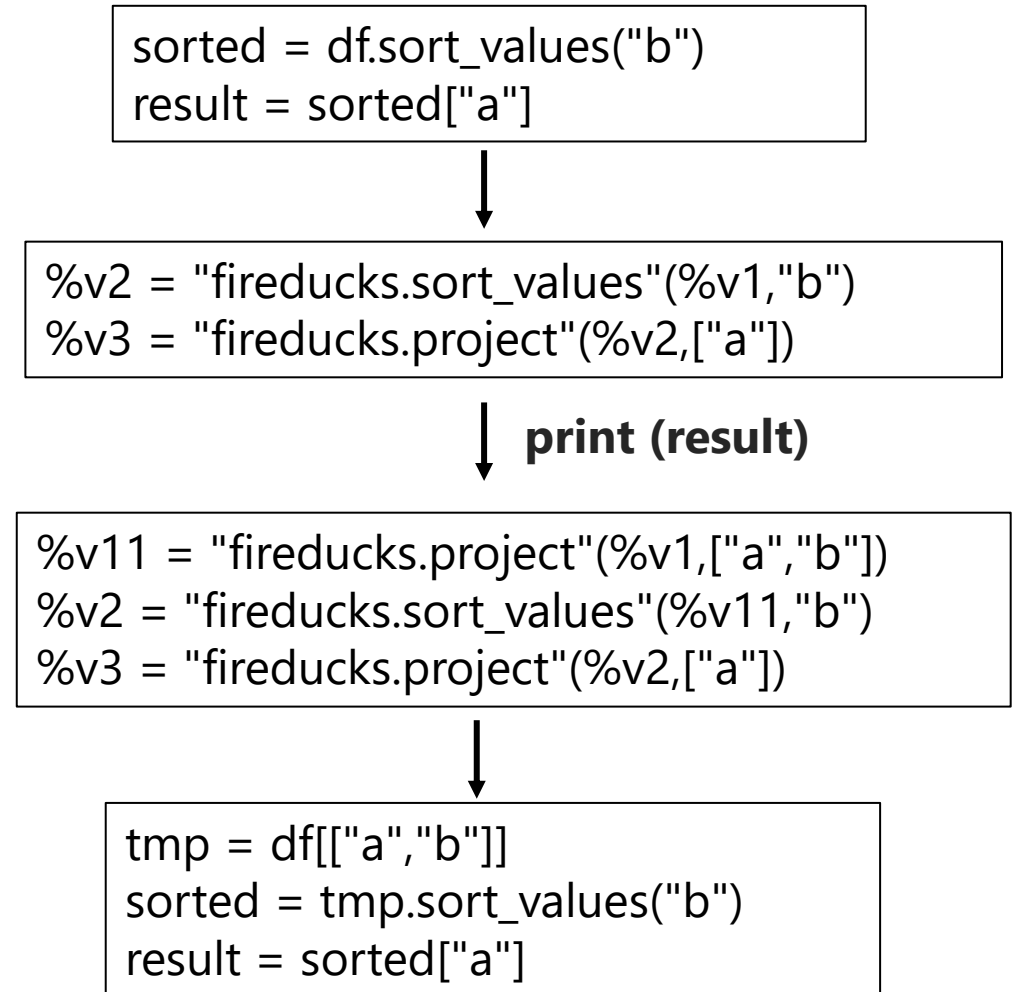 sorted = df.sort_values("b")
result = sorted["a"]
%v2 = "fireducks.sort_values"(%v1,"b")
%v3 = "fireducks.project"(%v2,["a"])
print (result)
%v11 = "fireducks.project"(%v1,["a","b"])
%v2 = "fireducks.sort_values"(%v11,"b")
%v3 = "fireducks.project"(%v2,["a"])
tmp = df[["a","b"]]
sorted = tmp.sort_values("b")
result = sorted["a"]